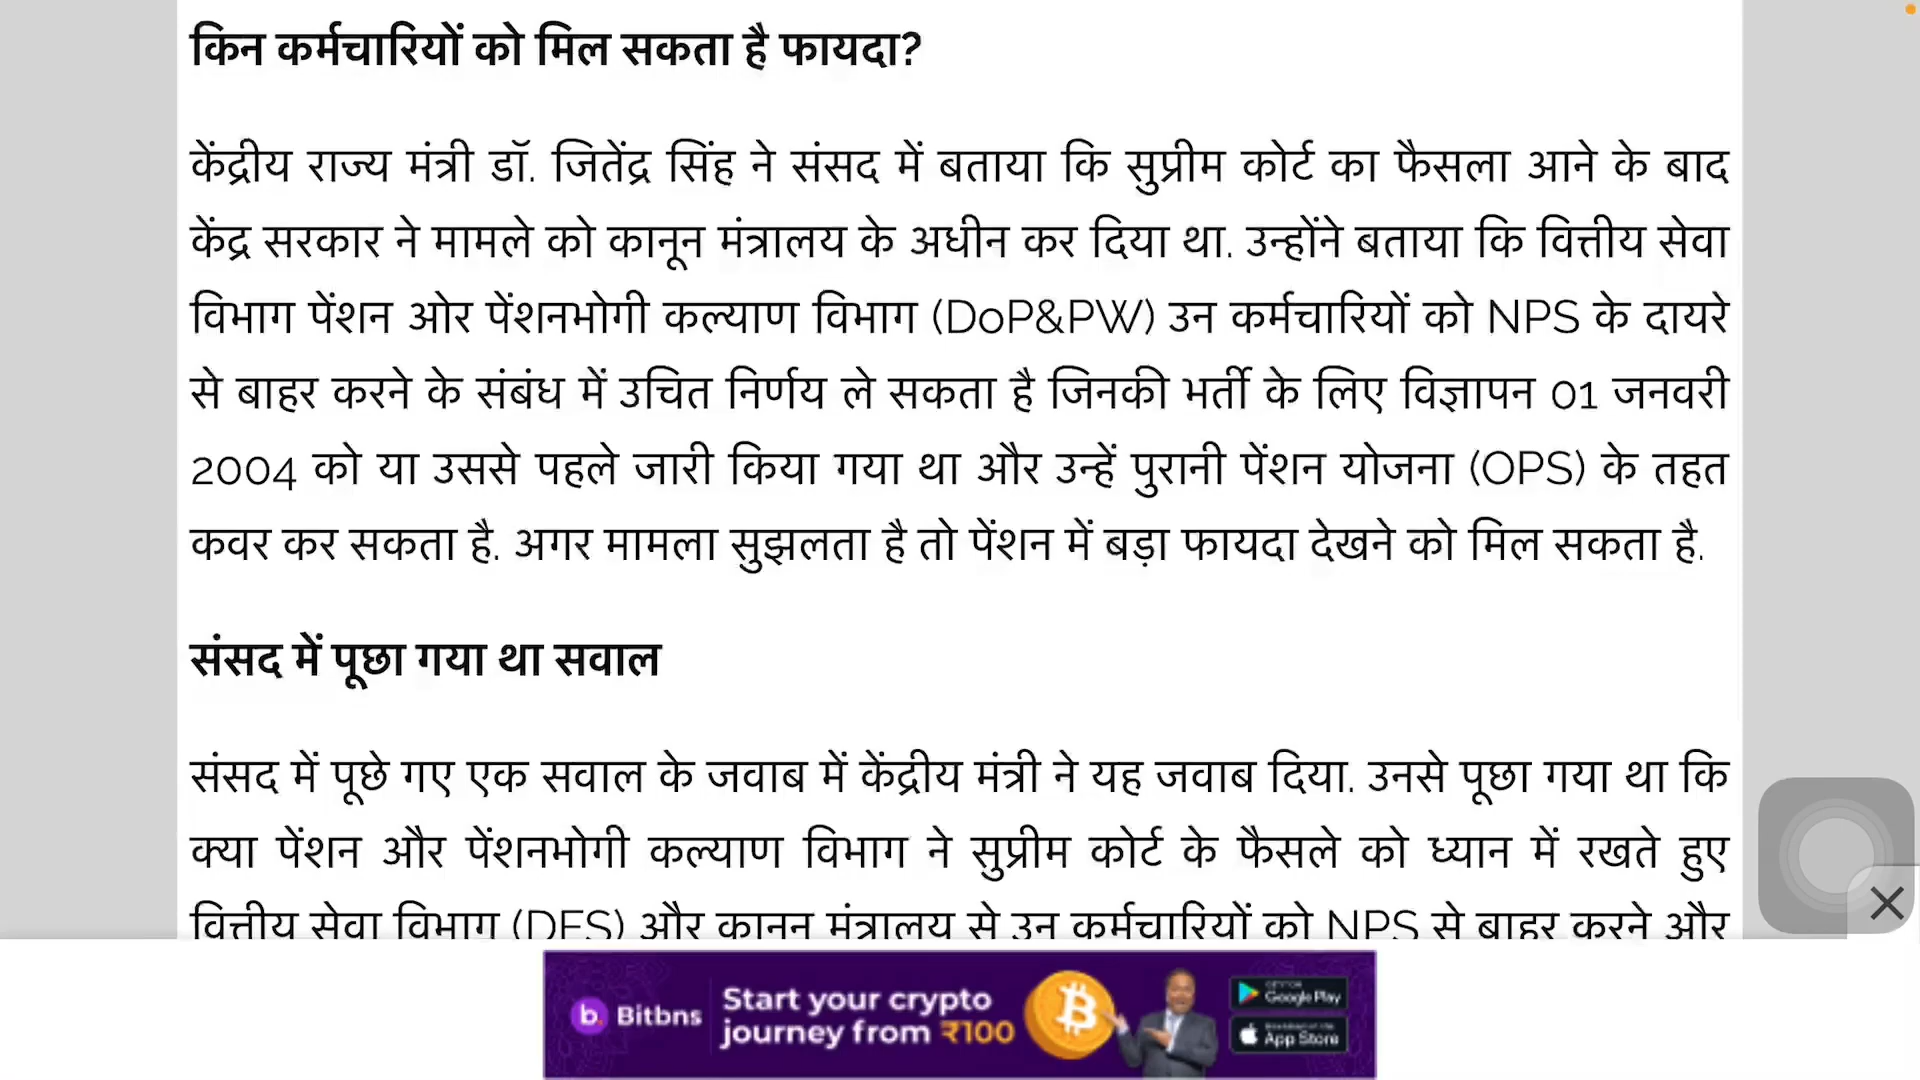 किन कर्मचारियों को मिल सकता है फायदा?
केंद्रीय राज्य मंत्री डॉ. जितेंद्र सिंह ने संसद में बताया कि सुप्रीम कोर्ट का फैसला आने के बाद
केंद्र सरकार ने मामले को कानून मंत्रालय के अधीन कर दिया था. उन्होंने बताया कि वित्तीय सेवा
विभाग पेंशन ओर पेंशनभोगी कल्याण विभाग (DoP&PW) उन कर्मचारियों को NPS के दायरे
से बाहर करने के संबंध में उचित निर्णय ले सकता है जिनकी भर्ती के लिए विज्ञापन 01 जनवरी
2004 को या उससे पहले जारी किया गया था और उन्हें पुरानी पेंशन योजना (OPS) के तहत
कवर कर सकता है. अगर मामला सुझलता है तो पेंशन में बड़ा फायदा देखने को मिल सकता है.
संसद में पूछा गया था सवाल
संसद में पूछे गए एक सवाल के जवाब में केंद्रीय मंत्री ने यह जवाब दिया. उनसे पूछा गया था कि
क्या पेंशन और पेंशनभोगी कल्याण विभाग ने सुप्रीम कोर्ट के फैसले को ध्यान में रखते हुए
वित्तीय सेवा विभाग (DFS) और कानून मंत्रालय से उन कर्मचारियों को NPS से बाहर करने और
b. Bitbns
Start your crypto
journey from ₹100
Google Play
App Store